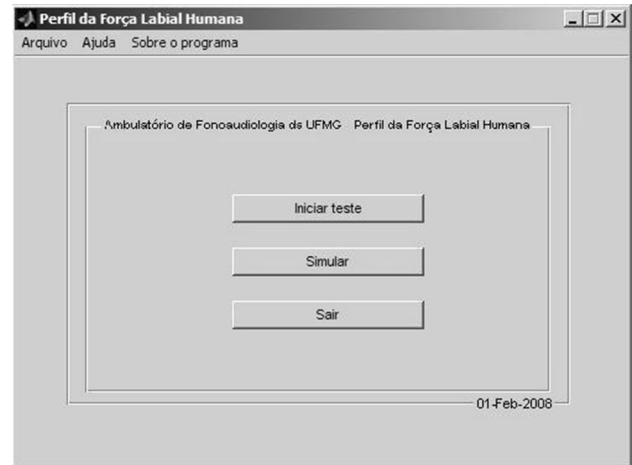 Perfil da Força Labial Humana
Arquivo Ajuda Sobre o programa
Ambulatório de Fonoaudiologia da UFMG Perfil da Força Labial Humana
Iniciar teste
Simular
Sair
01-Feb-2008